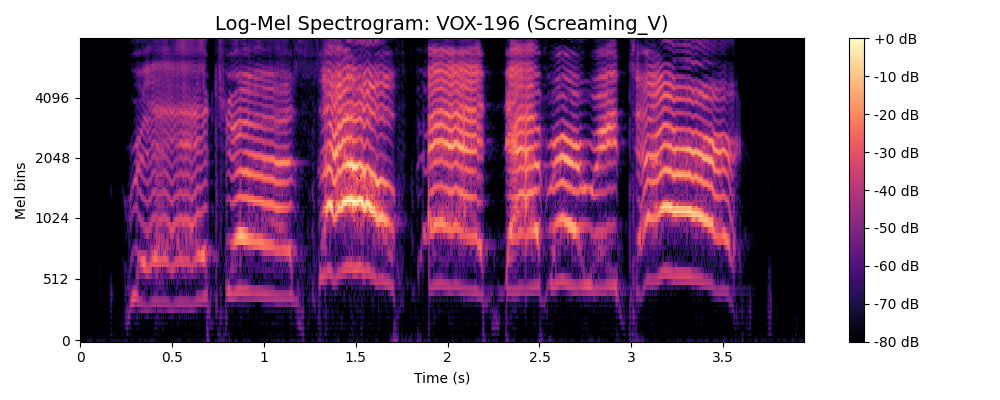 Log-Mel Spectrogram: VOX-196 (Screaming_V)
Mel bins
4096
2048
1024
512
0
0
0.5
1
1.5
2
2.5
3
3.5
Time (s)
+0 dB
-10 dB
-20 dB
-30 dB
-40 dB
-50 dB
-60 dB
-70 dB
-80 dB